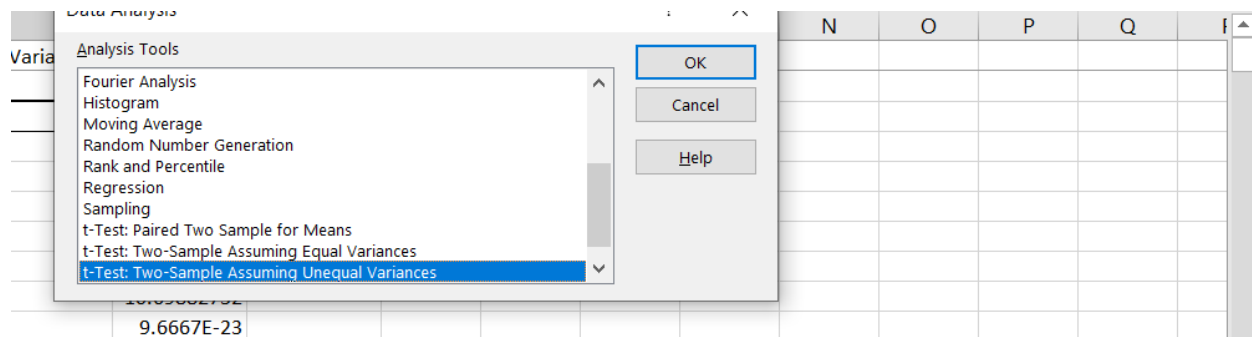 Data Analysis ?
N O P Q
Varia
Analysis Tools
OK
Fourier Analysis
Histogram
Cancel
Moving Average
Random Number Generation
Help
Rank and Percentile
Regression
Sampling
t-Test: Paired Two Sample for Means
t-Test: Two-Sample Assuming Equal Variances
t-Test: Two-Sample Assuming Unequal Variances
9.6667E-23